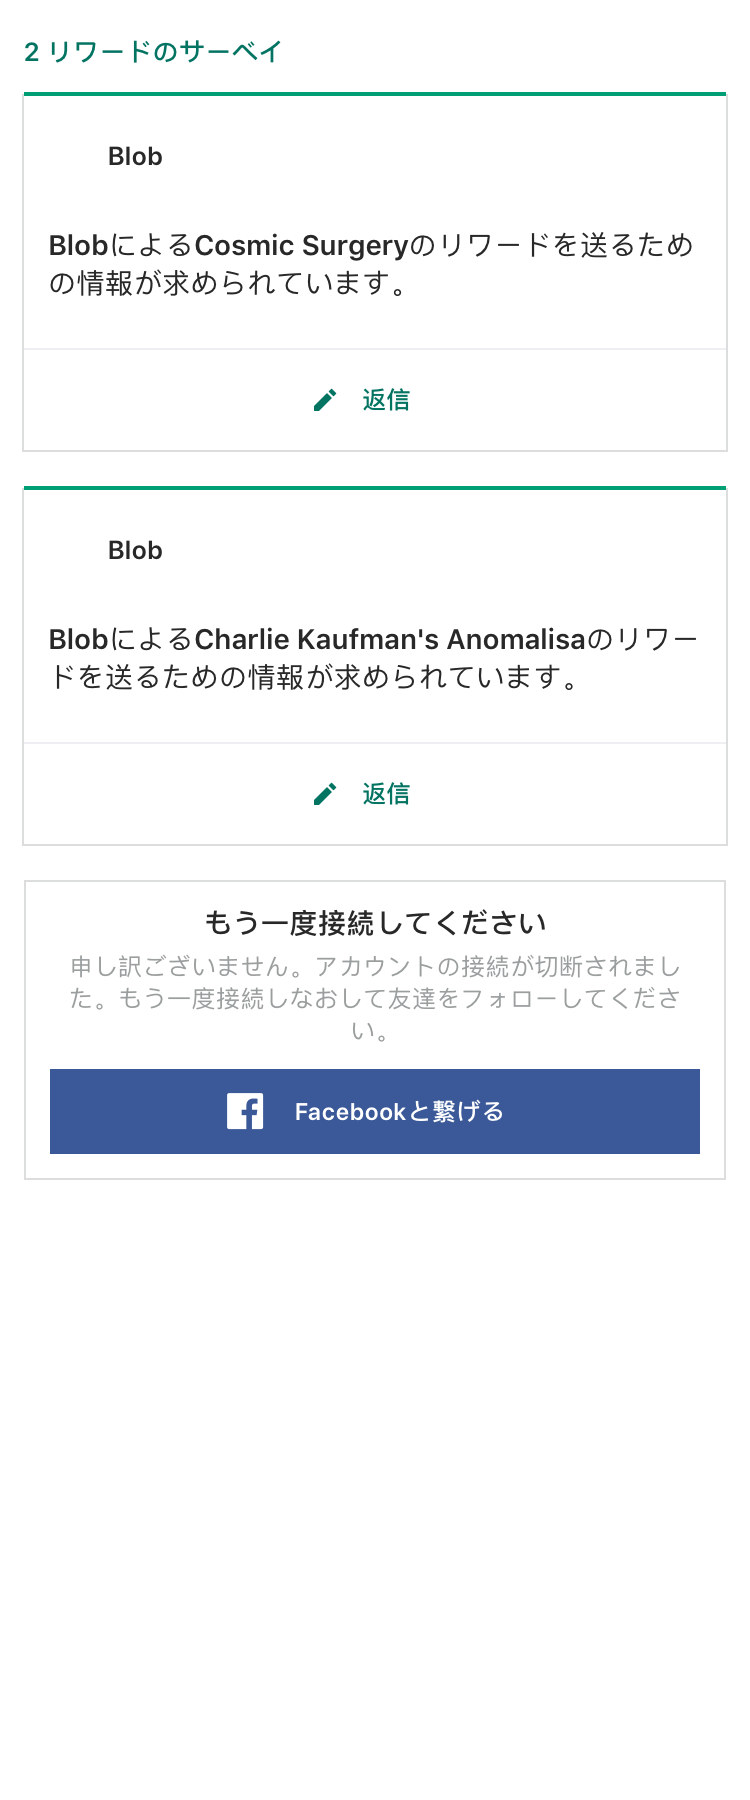 2 リワードのサーベイ
Blob
BlobによるCosmic Surgeryのリワードを送るため
の情報が求められています。
返信
Blob
BlobによるCharlie Kaufman's Anomalisaのリワー
ドを送るための情報が求められています。
返信
もう一度接続してください
申し訳ございません。アカウントの接続が切断されまし
た。もう一度接続しなおして友達をフォローしてくださ
い。
Facebookと繋げる